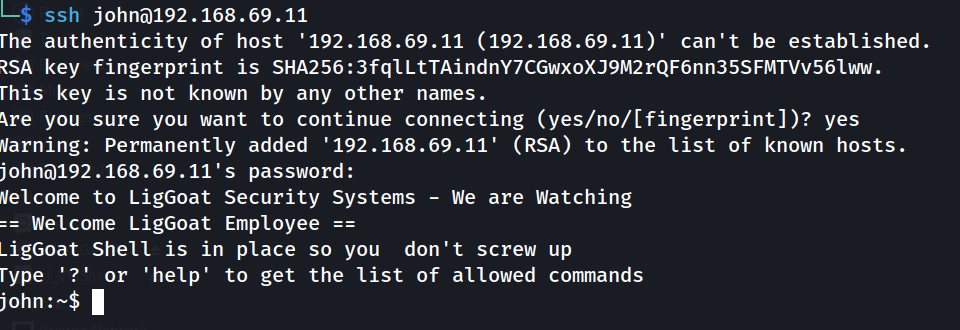 └─$ ssh john@192.168.69.11
The authenticity of host '192.168.69.11 (192.168.69.11)' can't be established.
RSA key fingerprint is SHA256:3fqlLtTAindnY7CGwxoXJ9M2rQF6nn35SFMTVv56lww.
This key is not known by any other names.
Are you sure you want to continue connecting (yes/no/[fingerprint])? yes
Warning: Permanently added '192.168.69.11' (RSA) to the list of known hosts.
john@192.168.69.11's password:
Welcome to LigGoat Security Systems - We are Watching
== Welcome LigGoat Employee ==
LigGoat Shell is in place so you  don't screw up
Type '?' or 'help' to get the list of allowed commands
john:~$